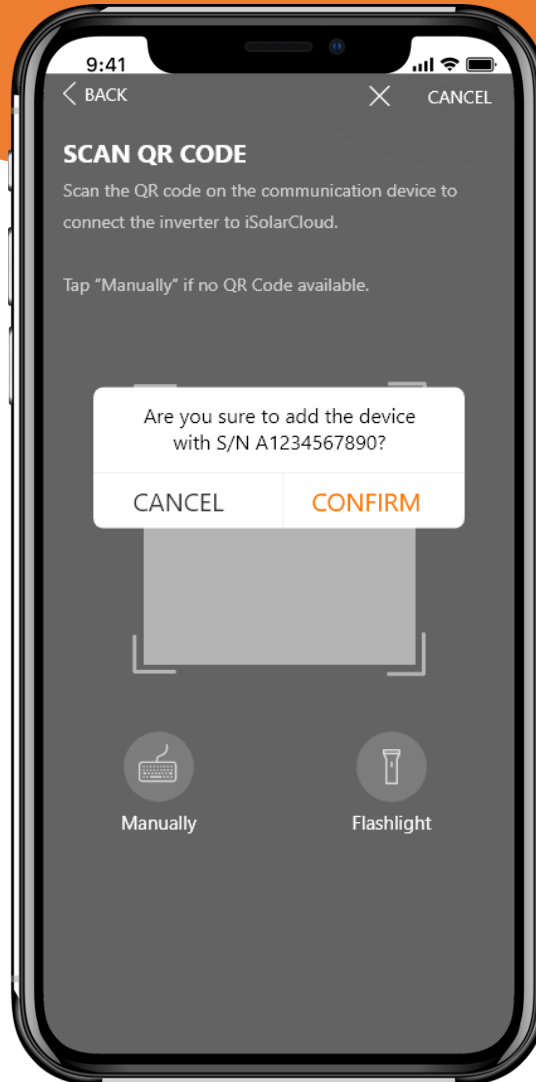 9:41
BACK CANCEL
SCAN QR CODE
Scan the QR code on the communication device to
connect the inverter to iSolarCloud.
Tap "Manually" if no QR Code available.
Are you sure to add the device
with S/N A1234567890?
CANCEL CONFIRM
Manually Flashlight